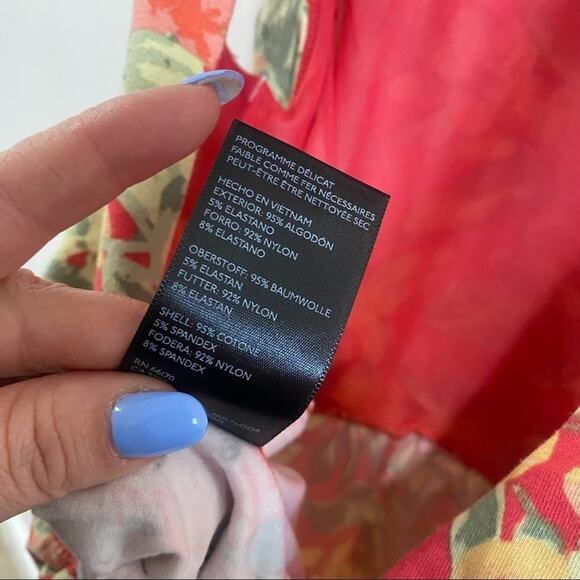 PROGRAMME DÉLICAT
FAIBLE COMME FER NÉCESSAIRES
PEUT-ÊTRE ÊTRE NETTOYÉE SEC
HECHO EN VIETNAM
EXTERIOR: 95% ALGODÓN
5% ELASTANO
FORRO: 92% NYLON
8% ELASTANO
OBERSTOFF: 95% BAUMWOLLE
5% ELASTAN
FUTTER: 92% NYLON
8% ELASTAN
SHELL: 95% COTONE
5% SPANDEX
FODERA: 92% NYLON
8% SPANDEX
RN 66170
FLOOR